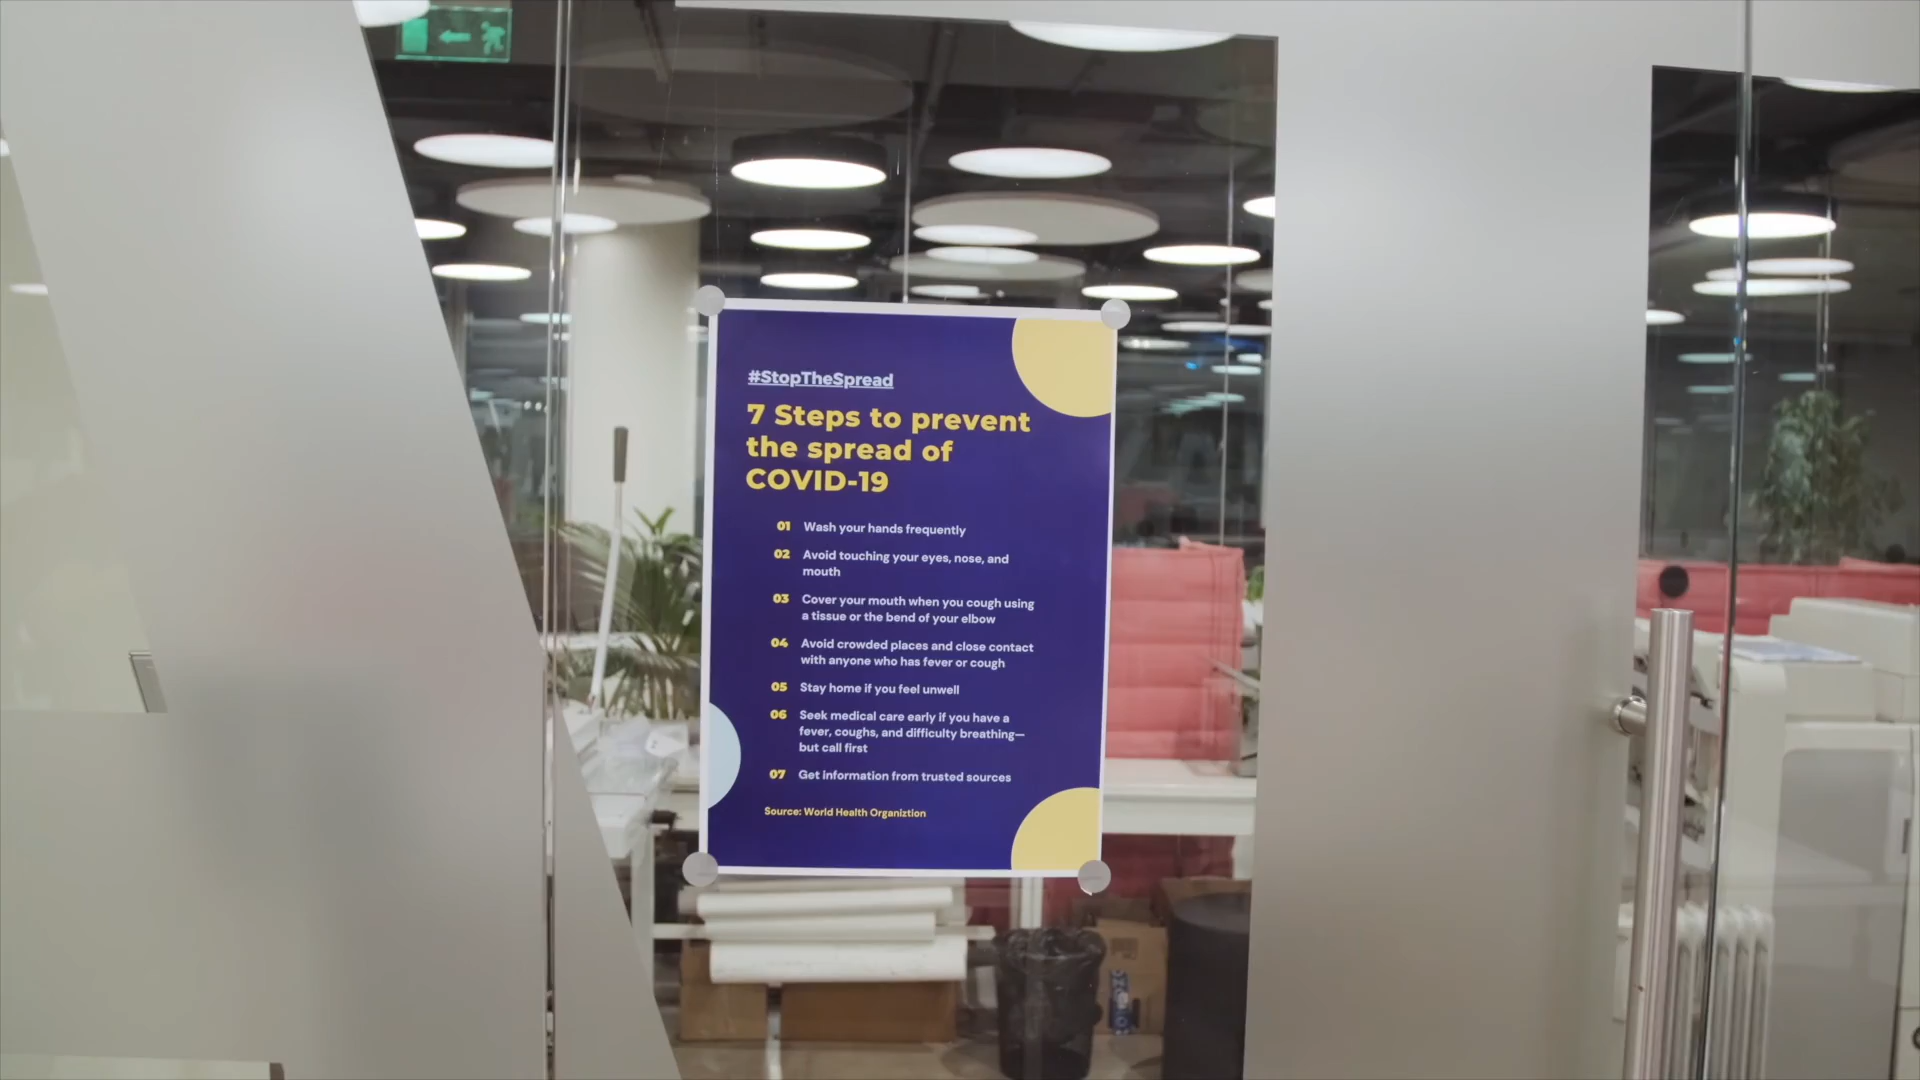 #StopTheSpread
7 Steps to prevent
the spread of
COVID-19
01 Wash your hands frequently
02 Avoid touching your eyes, nose, and
mouth
03 Cover your mouth when you cough using
a tissue or the bend of your elbow
04 Avoid crowded places and close contact
with anyone who has fever or cough
05 Stay home if you feel unwell
06 Seek medical care early if you have a
fever, coughs, and difficulty breathing—
but call first
07 Get information from trusted sources
Source: World Health Organiztion